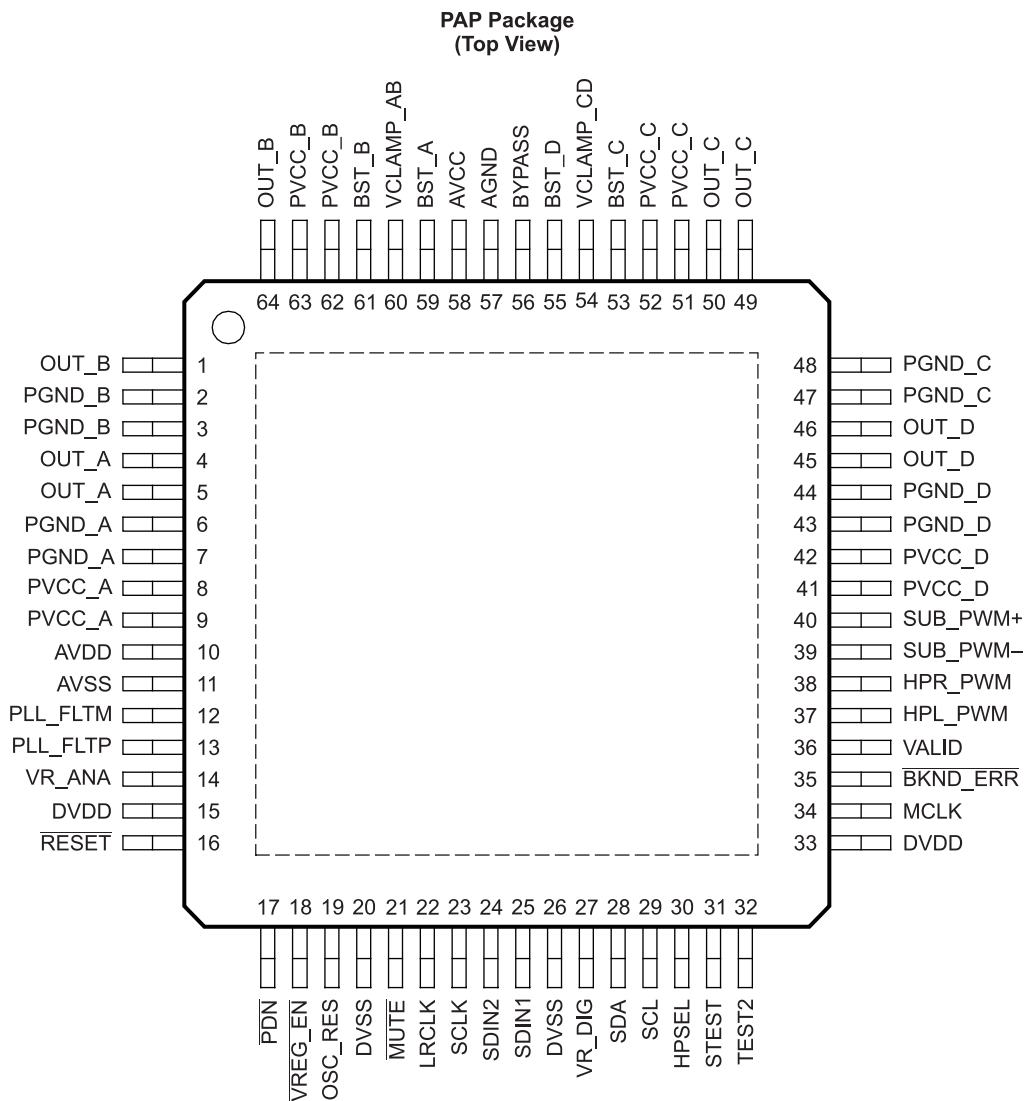 PAP Package
(Top View)
OUT_B
PVCC_B
PVCC_B
BST_B
VCLAMP_AB
BST_A
AVCC
AGND
BYPASS
BST_D
VCLAMP_CD
BST_C
PVCC_C
PVCC_C
OUT_C
OUT_C
64 63 62 61 60 59 58 57 56 55 54 53 52 51 50 49
OUT_B 1
PGND_B 2
PGND_B 3
OUT_A 4
OUT_A 5
PGND_A 6
PGND_A 7
PVCC_A 8
PVCC_A 9
AVDD 10
AVSS 11
PLL_FLTM 12
PLL_FLTP 13
VR_ANA 14
DVDD 15
RESET 16
48 PGND_C
47 PGND_C
46 OUT_D
45 OUT_D
44 PGND_D
43 PGND_D
42 PVCC_D
41 PVCC_D
40 SUB_PWM+
39 SUB_PWM–
38 HPR_PWM
37 HPL_PWM
36 VALID
35 BKND_ERR
34 MCLK
33 DVDD
17 18 19 20 21 22 23 24 25 26 27 28 29 30 31 32
PDN
VREG_EN
OSC_RES
DVSS
MUTE
LRCLK
SCLK
SDIN2
SDIN1
DVSS
VR_DIG
SDA
SCL
HPSEL
STEST
TEST2